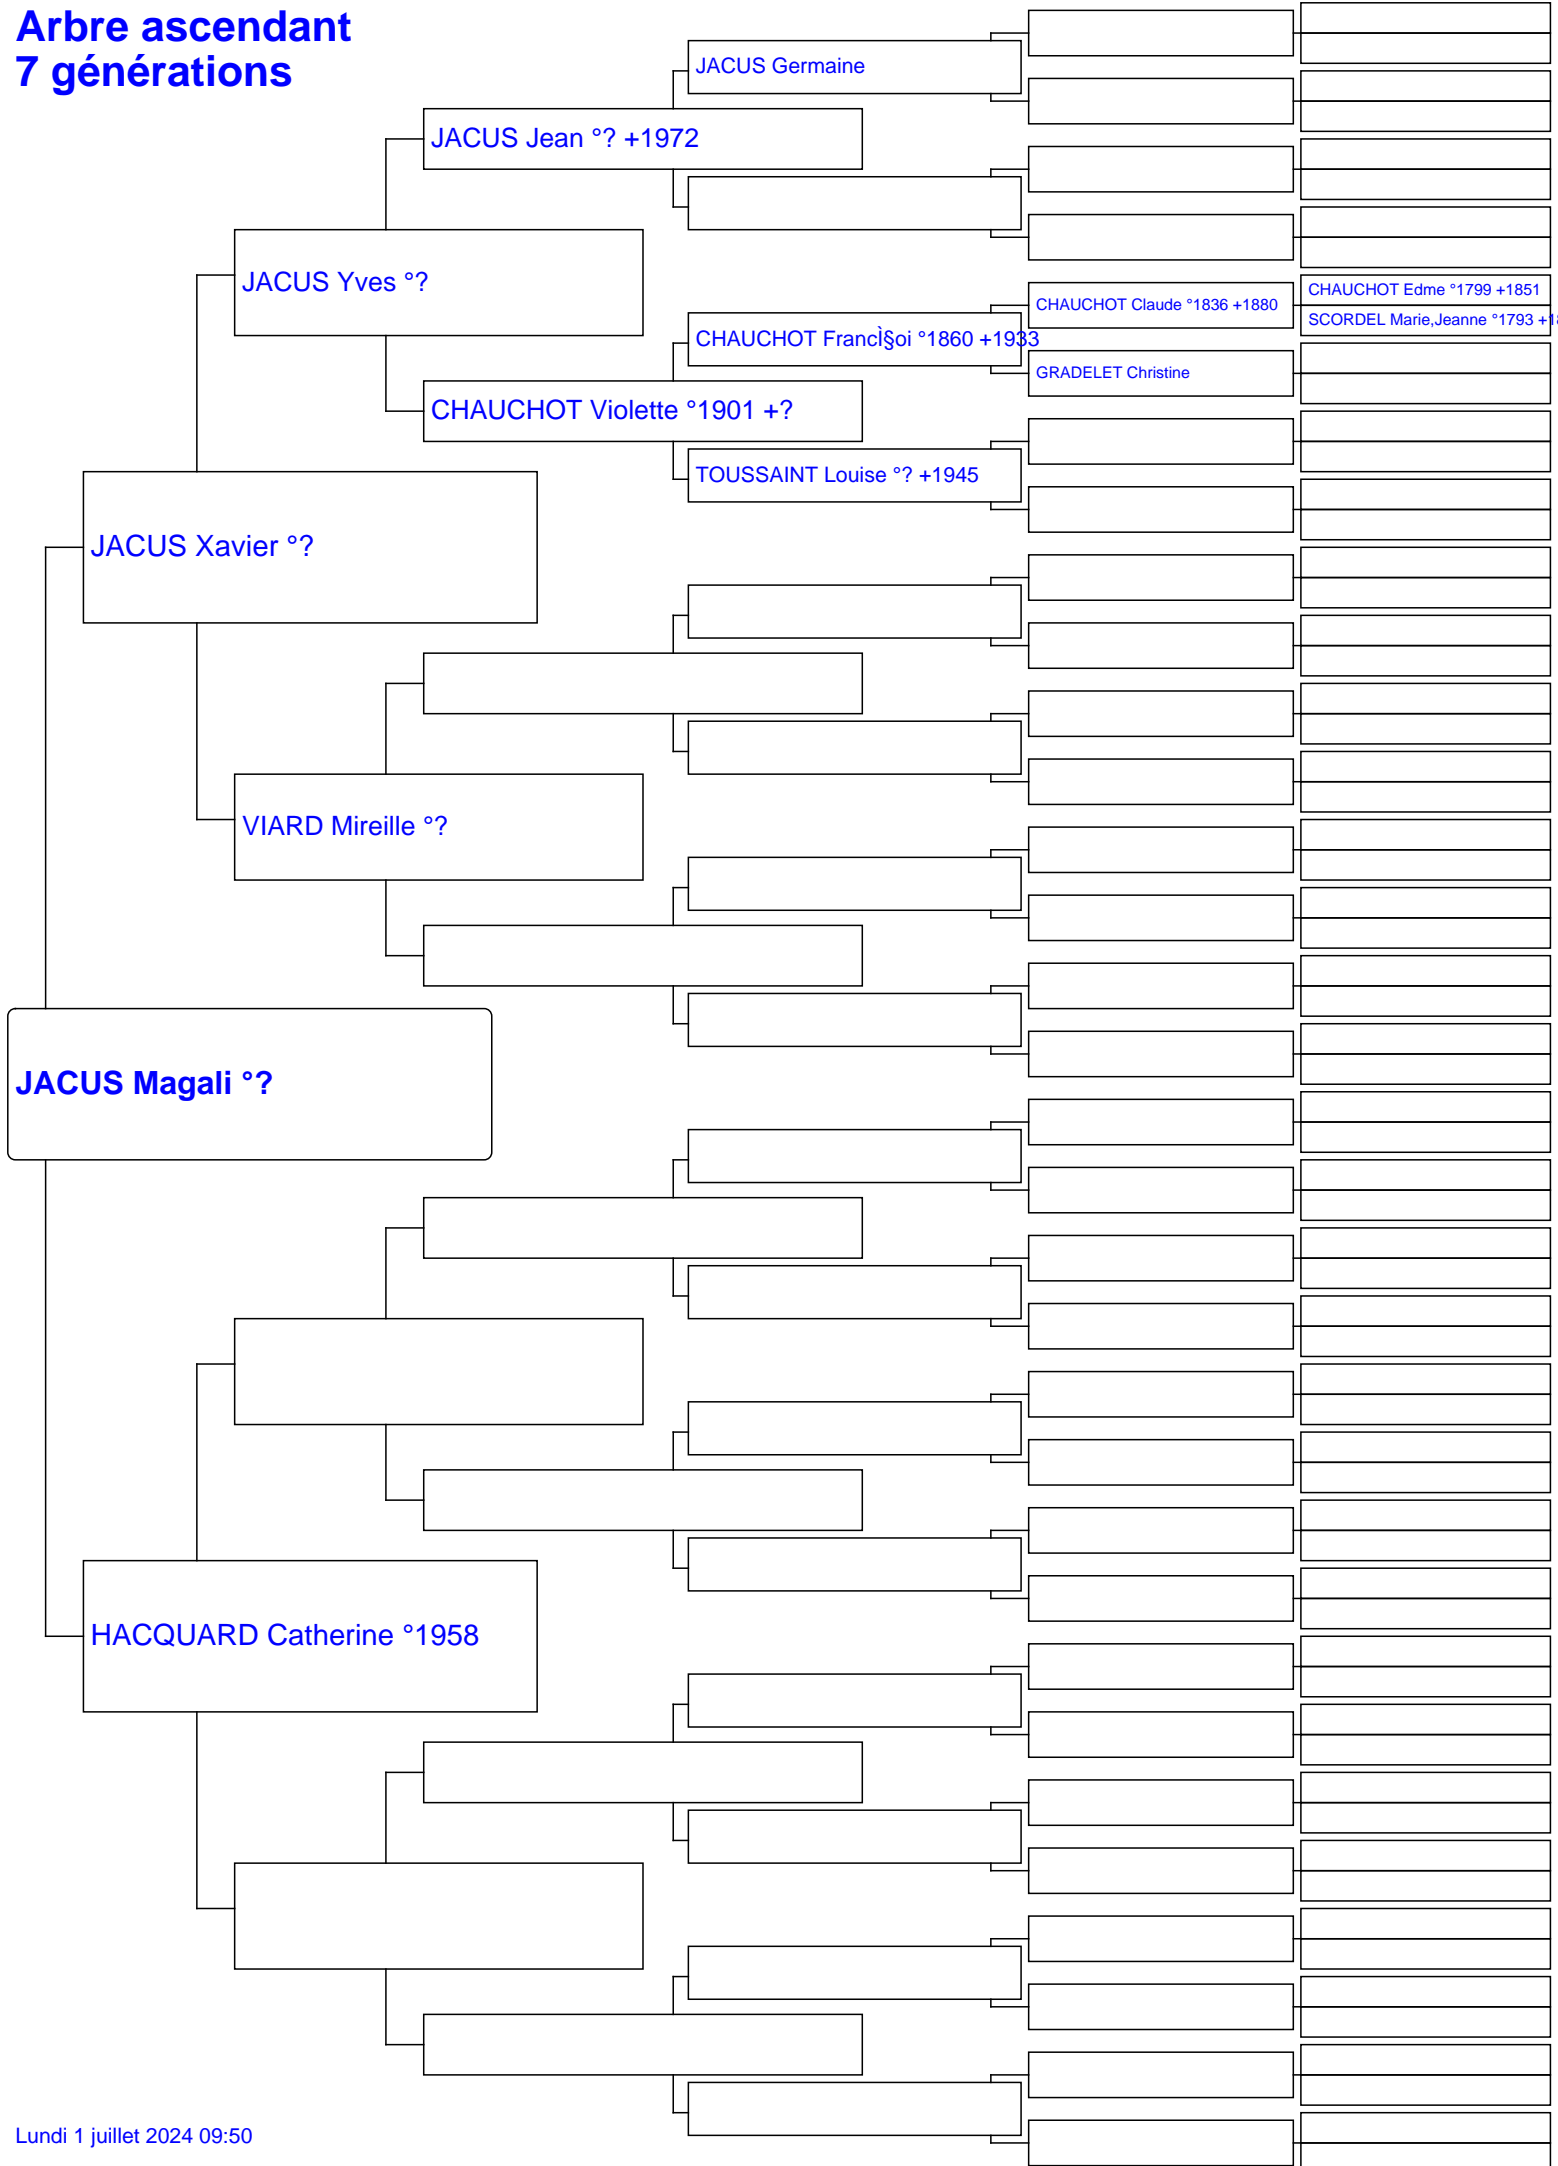 Arbre ascendant
7 générations
JACUS Germaine
JACUS Jean °? +1972
JACUS Yves °?
CHAUCHOT Edme °1799 +1851
CHAUCHOT Claude °1836 +1880
SCORDEL Marie,Jeanne °1793 +18
CHAUCHOT FrancÌ§oi °1860 +1933
GRADELET Christine
CHAUCHOT Violette °1901 +?
TOUSSAINT Louise °? +1945
JACUS Xavier °?
VIARD Mireille °?
JACUS Magali °?
HACQUARD Catherine °1958
Lundi 1 juillet 2024 09:50